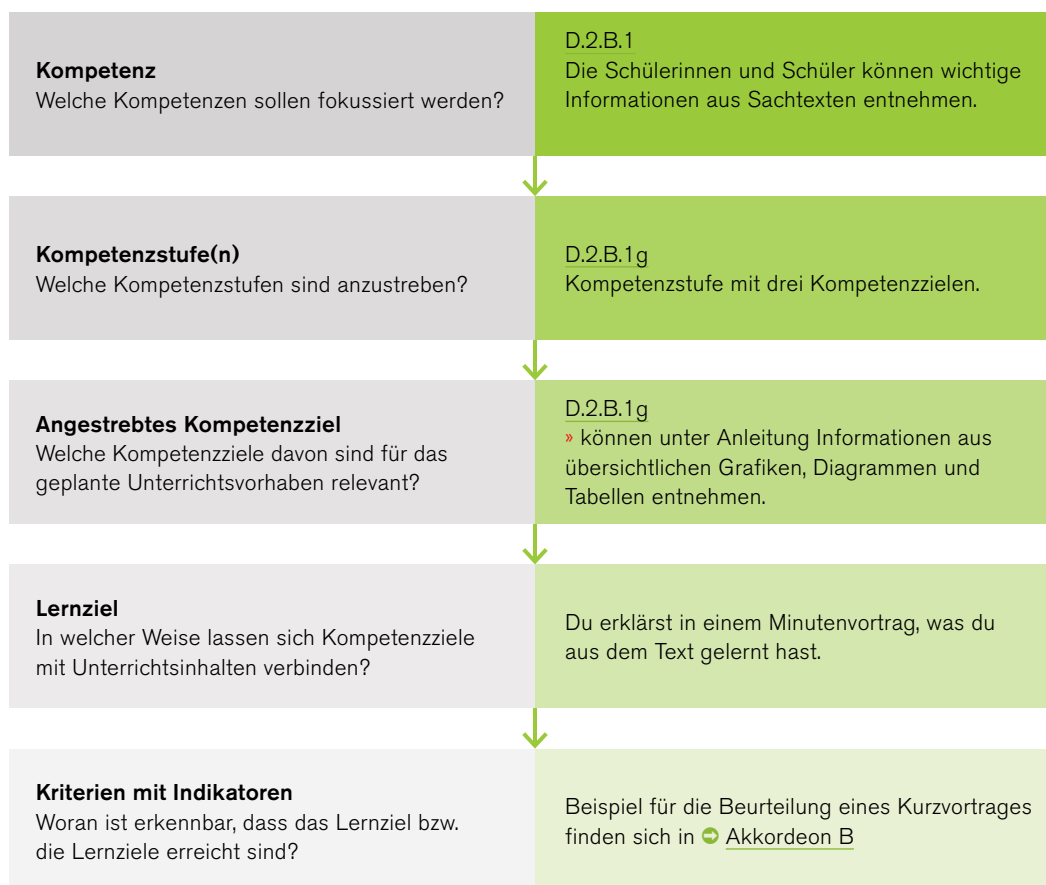 Kompetenz
Welche Kompetenzen sollen fokussiert werden?
D.2.B.1
Die Schülerinnen und Schüler können wichtige
Informationen aus Sachtexten entnehmen.
Kompetenzstufe(n)
Welche Kompetenzstufen sind anzustreben?
D.2.B.1g
Kompetenzstufe mit drei Kompetenzzielen.
Angestrebtes Kompetenzziel
Welche Kompetenzziele davon sind für das
geplante Unterrichtsvorhaben relevant?
D.2.B.1g
» können unter Anleitung Informationen aus
übersichtlichen Grafiken, Diagrammen und
Tabellen entnehmen.
Lernziel
In welcher Weise lassen sich Kompetenzziele
mit Unterrichtsinhalten verbinden?
Du erklärst in einem Minutenvortrag, was du
aus dem Text gelernt hast.
Kriterien mit Indikatoren
Woran ist erkennbar, dass das Lernziel bzw.
die Lernziele erreicht sind?
Beispiel für die Beurteilung eines Kurzvortrages
finden sich in Akkordeon B